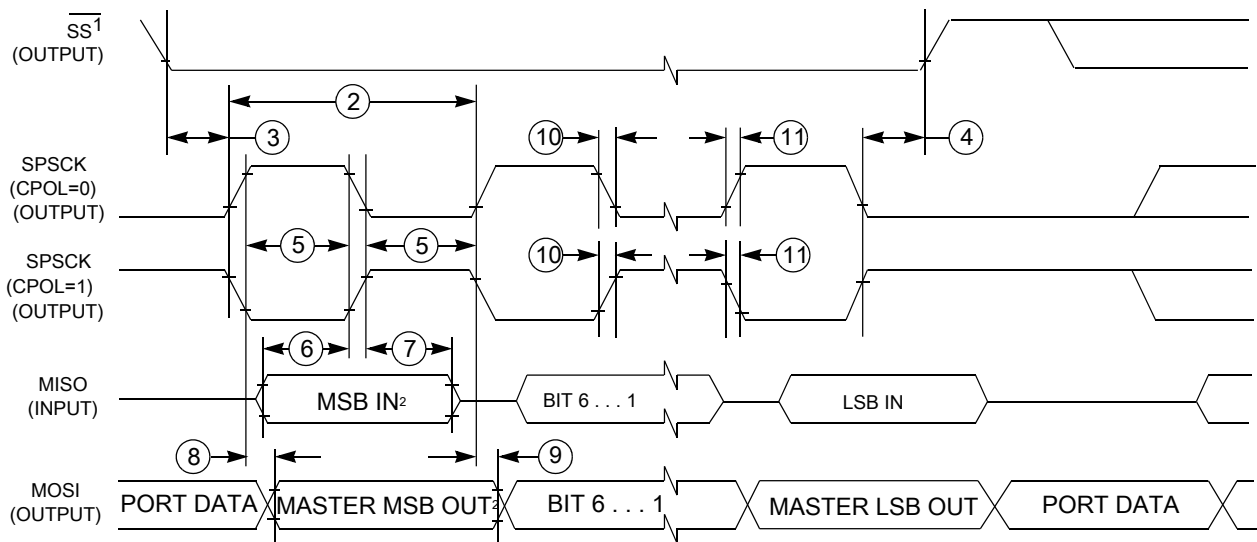 SS1
(OUTPUT)
2
3
10
11
4
SPSCK
(CPOL=0)
(OUTPUT)
5
5
SPSCK
(CPOL=1)
(OUTPUT)
10
11
6
7
MISO
(INPUT)
MSB IN2
BIT 6 . . . 1
LSB IN
8
9
MOSI
(OUTPUT)
PORT DATA
MASTER MSB OUT2
BIT 6 . . . 1
MASTER LSB OUT
PORT DATA